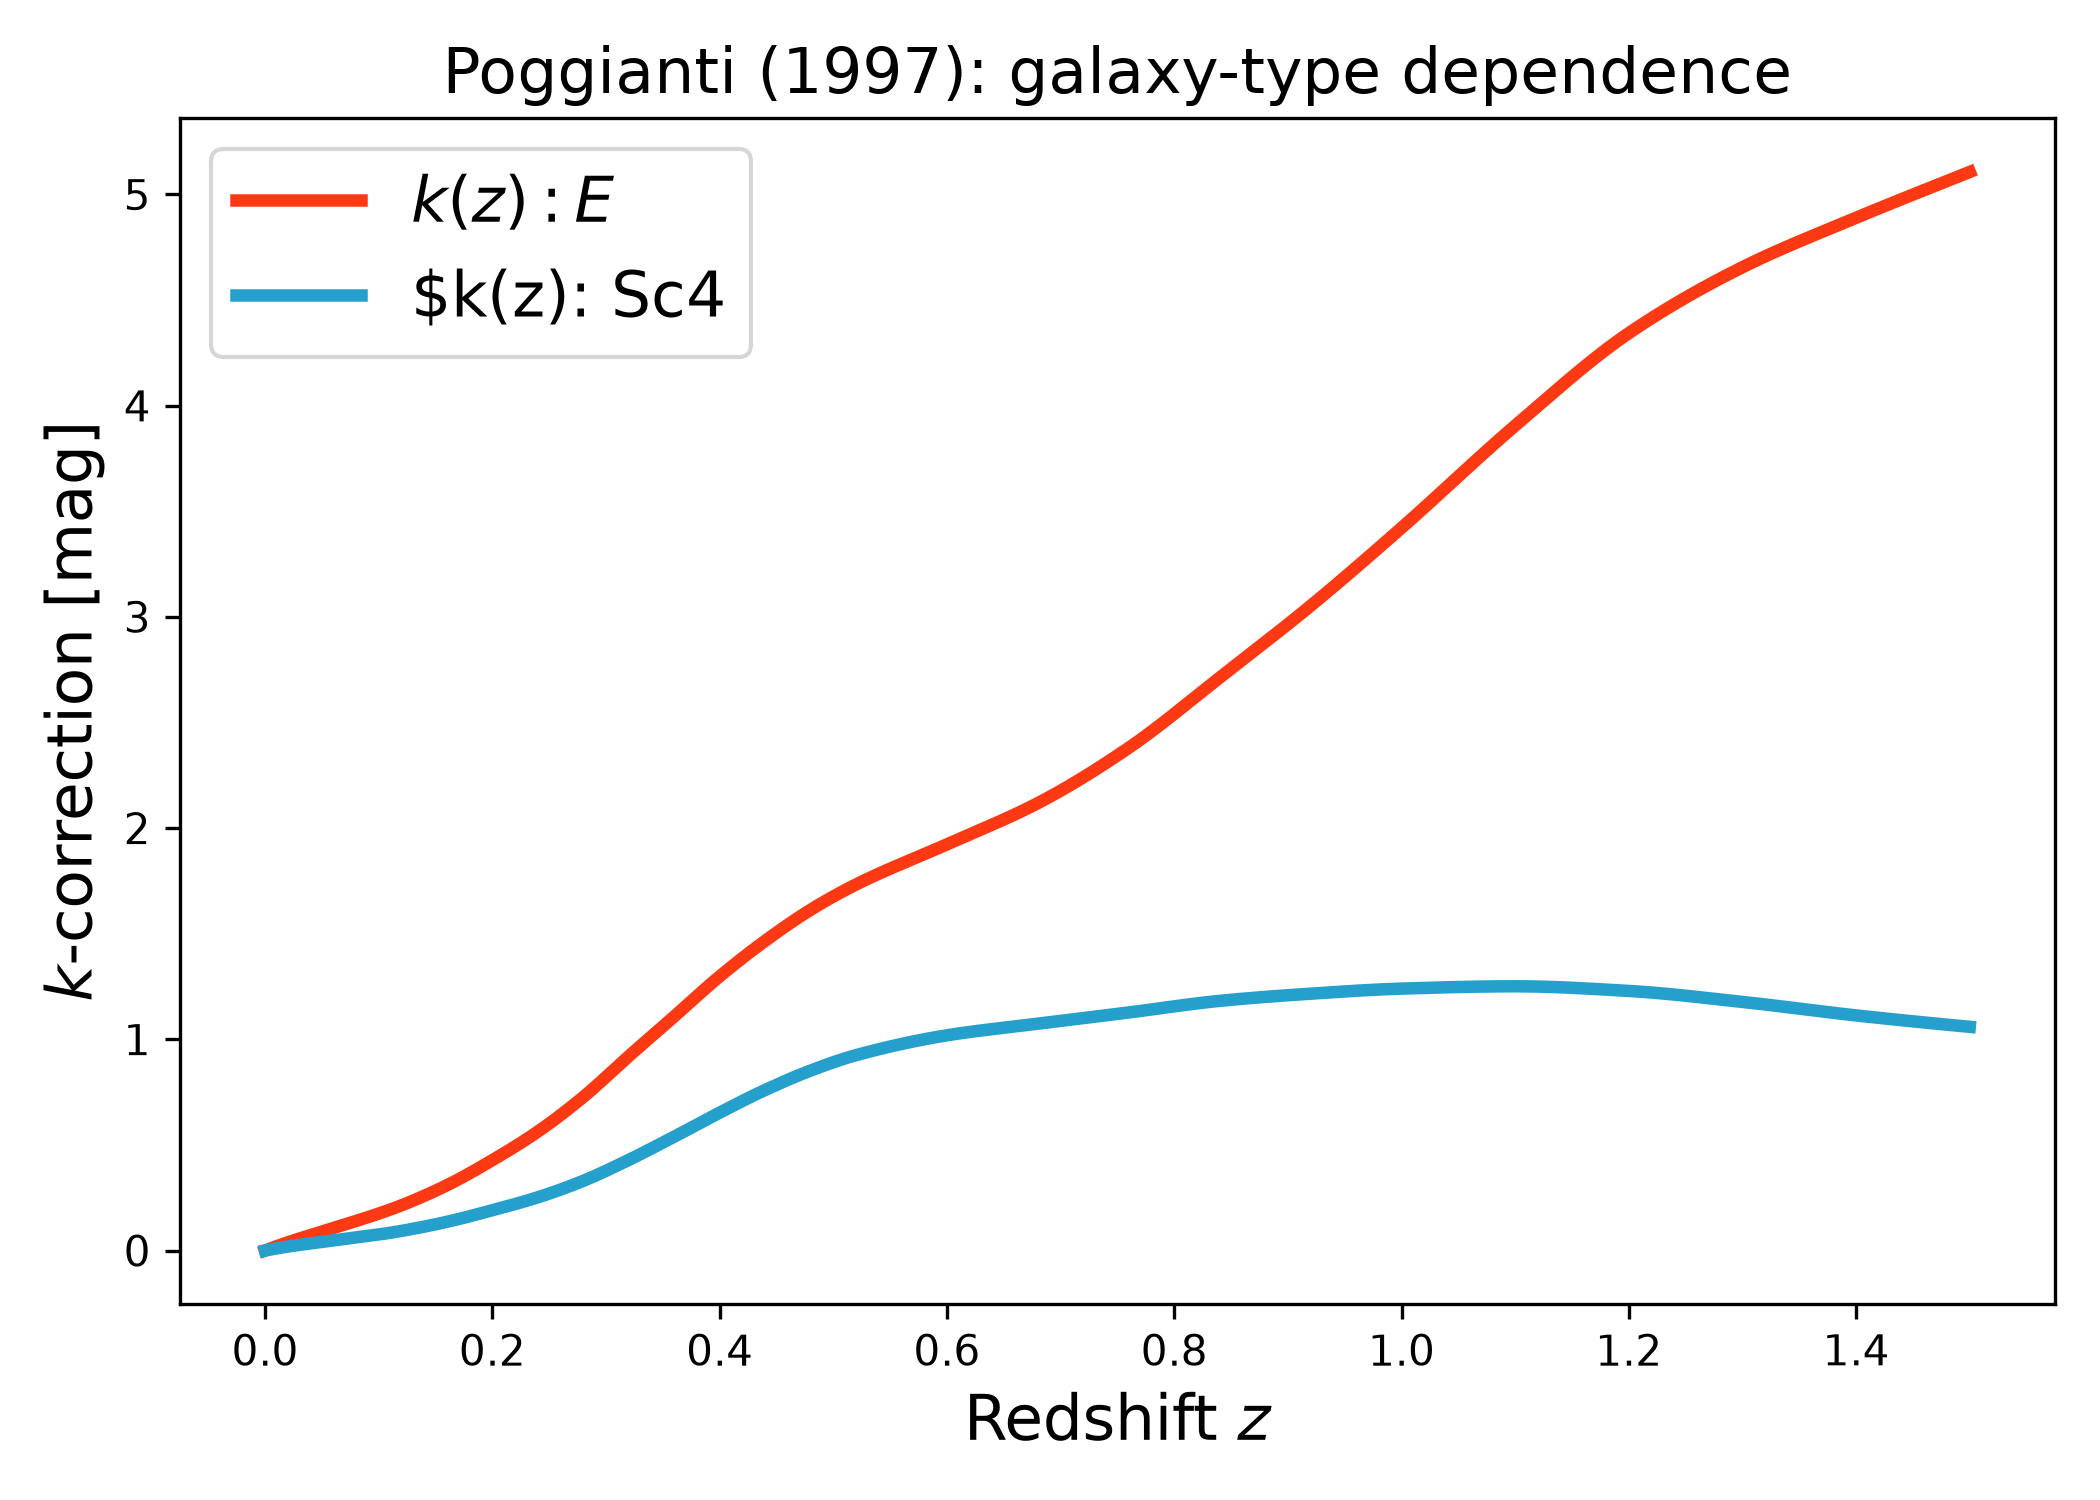 Poggianti (1997): galaxy-type dependence
k(z) : E
$k(z): Sc4
5
4
3
2
1
0
k-correction [mag]
0.0 0.2 0.4 0.6 0.8 1.0 1.2 1.4
Redshift z